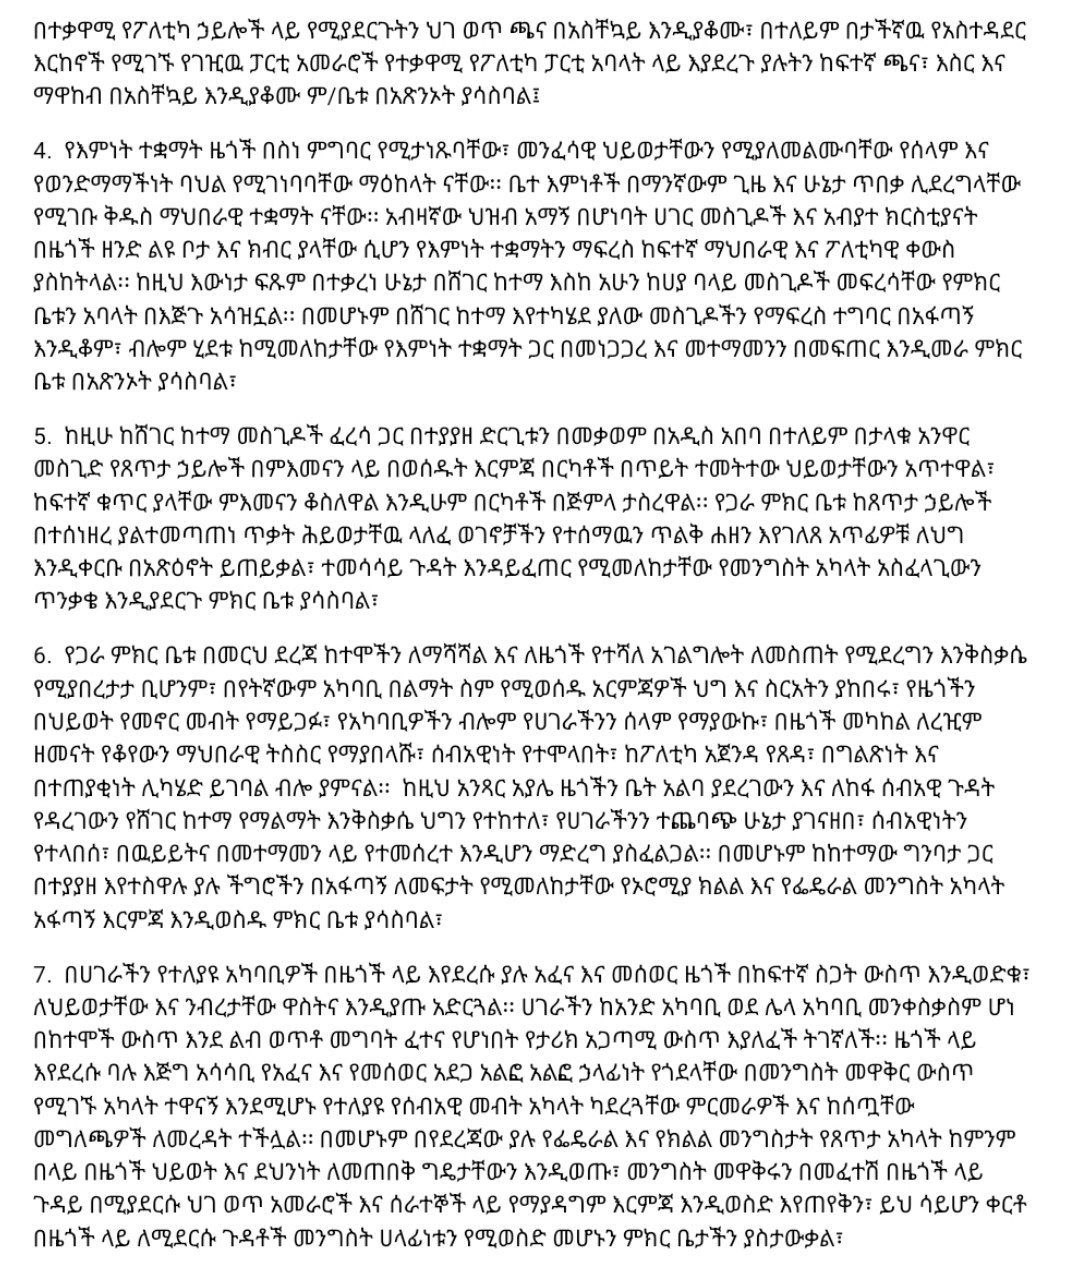 በተቃዋሚ የፖለቲካ ኃይሎች ላይ የሚያደርጉትን ህገ ወጥ ጫና በአስቸኳይ እንዲያቆሙ፣ በተለይም በታችኛዉ የአስተዳደር
እርከኖች የሚገኙ የገዢዉ ፓርቲ አመራሮች የተቃዋሚ የፖለቲካ ፓርቲ አባላት ላይ እያደረጉ ያሉትን ከፍተኛ ጫና፣ እስር እና
ማዋከብ በአስቸኳይ እንዲያቆሙ ም/ቤቱ በአጽንኦት ያሳስባል፤
4. የእምነት ተቋማት ዜጎች በስነ ምግባር የሚታነጹባቸው፣ መንፈሳዊ ህይወታቸውን የሚያለመልሙባቸው የሰላም እና
የወንድማማችነት ባህል የሚገነባባቸው ማዕከላት ናቸው። ቤተ እምነቶች በማንኛውም ጊዜ እና ሁኔታ ጥበቃ ሊደረግላቸው
የሚገቡ ቅዱስ ማህበራዊ ተቋማት ናቸው። አብዛኛው ህዝብ አማኝ በሆነባት ሀገር መስጊዶች እና አብያተ ክርስቲያናት
በዜጎች ዘንድ ልዩ ቦታ እና ክብር ያላቸው ሲሆን የእምነት ተቋማትን ማፍረስ ከፍተኛ ማህበራዊ እና ፖለቲካዊ ቀውስ
ያስከትላል። ከዚህ እውነታ ፍጹም በተቃረነ ሁኔታ በሸገር ከተማ እስከ አሁን ከሀያ ባላይ መስጊዶች መፍረሳቸው የምክር
ቤቱን አባላት በእጅጉ አሳዝኗል። በመሆኑም በሸገር ከተማ እየተካሄደ ያለው መስጊዶችን የማፍረስ ተግባር በአፋጣኝ
እንዲቆም፣ ብሎም ሂደቱ ከሚመለከታቸው የእምነት ተቋማት ጋር በመነጋጋረ እና መተማመንን በመፍጠር እንዲመራ ምክር
ቤቱ በአጽንኦት ያሳስባል፣
5. ከዚሁ ከሸገር ከተማ መስጊዶች ፈረሳ ጋር በተያያዘ ድርጊቱን በመቃወም በአዲስ አበባ በተለይም በታላቁ አንዋር
መስጊድ የጸጥታ ኃይሎች በምእመናን ላይ በወሰዱት እርምጃ በርካቶች በጥይት ተመትተው ህይወታቸውን አጥተዋል፣
ከፍተኛ ቁጥር ያላቸው ምእመናን ቆስለዋል እንዲሁም በርካቶች በጅምላ ታስረዋል። የጋራ ምክር ቤቱ ከጸጥታ ኃይሎች
በተሰነዘረ ያልተመጣጠነ ጥቃት ሕይወታቸዉ ላለፈ ወገኖቻችን የተሰማዉን ጥልቅ ሐዘን እየገለጸ አጥፊዎቹ ለህግ
እንዲቀርቡ በአጽዕኖት ይጠይቃል፣ ተመሳሳይ ጉዳት እንዳይፈጠር የሚመለከታቸው የመንግስት አካላት አስፈላጊውን
ጥንቃቄ እንዲያደርጉ ምክር ቤቱ ያሳስባል፣
6. የጋራ ምክር ቤቱ በመርህ ደረጃ ከተሞችን ለማሻሻል እና ለዜጎች የተሻለ አገልግሎት ለመስጠት የሚደረግን እንቅስቃሴ
የሚያበረታታ ቢሆንም፣ በየትኛውም አካባቢ በልማት ስም የሚወሰዱ እርምጃዎች ህግ እና ስርአትን ያከበሩ፣ የዜጎችን
በህይወት የመኖር መብት የማይጋፉ፣ የአካባቢዎችን ብሎም የሀገራችንን ሰላም የማያውኩ፣ በዜጎች መካከል ለረዢም
ዘመናት የቆየውን ማህበራዊ ትስስር የማያበላሹ፣ ሰብአዊነት የተሞላበት፣ ከፖለቲካ አጀንዳ የጸዳ፣ በግልጽነት እና
በተጠያቂነት ሊካሄድ ይገባል ብሎ ያምናል። ከዚህ አንጻር አያሌ ዜጎችን ቤት አልባ ያደረገውን እና ለከፋ ሰብአዊ ጉዳት
የዳረገውን የሸገር ከተማ የማልማት እንቅስቃሴ ህግን የተከተለ፣ የሀገራችንን ተጨባጭ ሁኔታ ያገናዘበ፣ ሰብአዊነትን
የተላበሰ፣ በዉይይትና በመተማመን ላይ የተመሰረተ እንዲሆን ማድረግ ያስፈልጋል። በመሆኑም ከከተማው ግንባታ ጋር
በተያያዘ እየተስዋሉ ያሉ ችግሮችን በአፋጣኝ ለመፍታት የሚመለከታቸው የኦሮሚያ ክልል እና የፌዴራል መንግስት አካላት
አፋጣኝ እርምጃ እንዲወስዱ ምክር ቤቱ ያሳስባል፣
7. በሀገራችን የተለያዩ አካባቢዎች በዜጎች ላይ እየደረሱ ያሉ አፈና እና መሰወር ዜጎች በከፍተኛ ስጋት ውስጥ እንዲወድቁ፣
ለህይወታቸው እና ንብረታቸው ዋስትና እንዲያጡ አድርጓል። ሀገራችን ከአንድ አካባቢ ወደ ሌላ አካባቢ መንቀስቃስም ሆነ
በከተሞች ውስጥ እንደ ልብ ወጥቶ መግባት ፈተና የሆነበት የታሪክ አጋጣሚ ውስጥ እያለፈች ትገኛለች። ዜጎች ላይ
እየደረሱ ባሉ እጅግ አሳሳቢ የአፈና እና የመሰወር አደጋ አልፎ አልፎ ኃላፊነት የጎደላቸው በመንግስት መዋቅር ውስጥ
የሚገኙ አካላት ተዋናኝ እንደሚሆኑ የተለያዩ የሰብአዊ መብት አካላት ካደረጓቸው ምርመራዎች እና ከሰጧቸው
መግለጫዎች ለመረዳት ተችሏል። በመሆኑም በየደረጃው ያሉ የፌዴራል እና የክልል መንግስታት የጸጥታ አካላት ከምንም
በላይ በዜጎች ህይወት እና ደህንነት ለመጠበቅ ግዴታቸውን እንዲወጡ፣ መንግስት መዋቅሩን በመፈተሽ በዜጎች ላይ
ጉዳይ በሚያደርሱ ህገ ወጥ አመራሮች እና ሰራተኞች ላይ የማያዳግም እርምጃ እንዲወስድ እየጠየቅን፣ ይህ ሳይሆን ቀርቶ
በዜጎች ላይ ለሚደርሱ ጉዳቶች መንግስት ሀላፊነቱን የሚወስድ መሆኑን ምክር ቤታችን ያስታውቃል፣